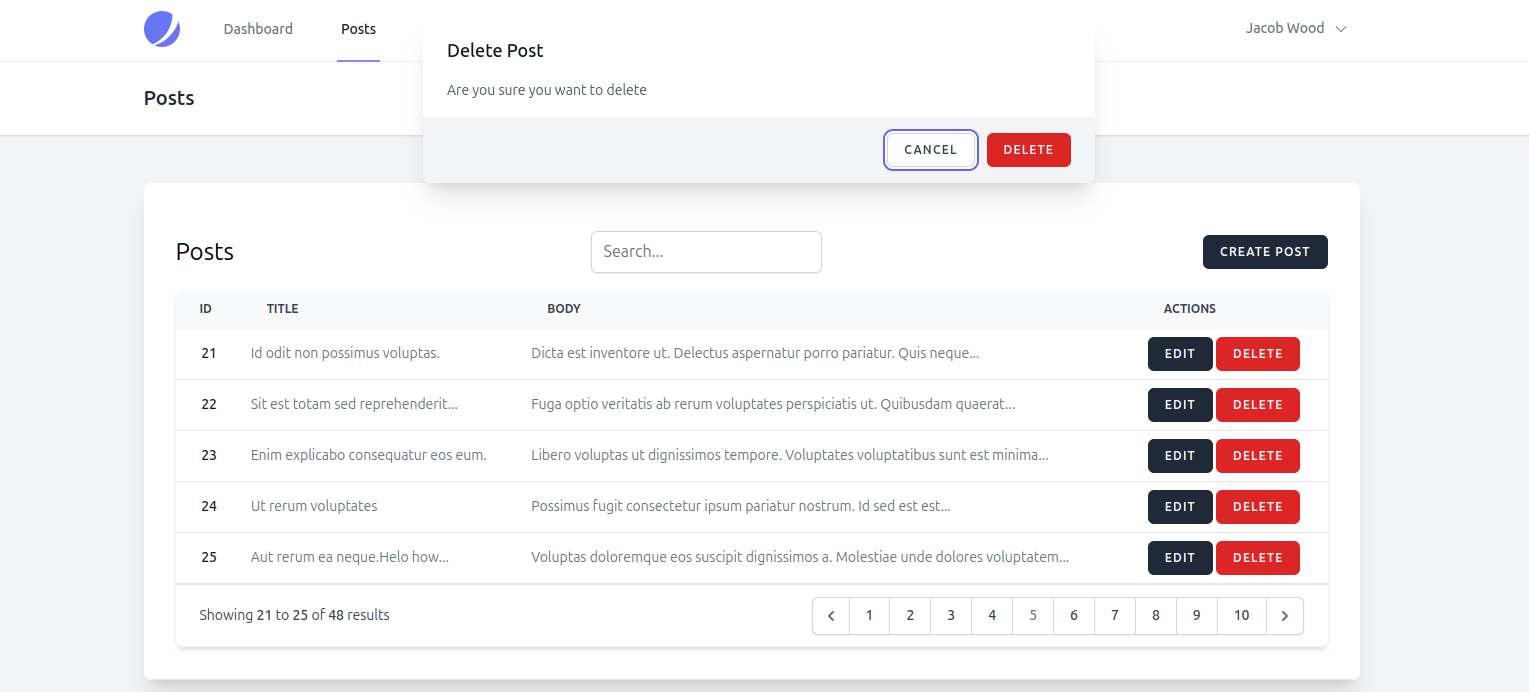 Dashboard Posts Jacob Wood
Delete Post
Are you sure you want to delete
Posts
CANCEL DELETE
Posts Search... CREATE POST
ID TITLE BODY ACTIONS
21 Id odit non possimus voluptas. Dicta est inventore ut. Delectus aspernatur porro pariatur. Quis neque... EDIT DELETE
22 Sit est totam sed reprehenderit... Fuga optio veritatis ab rerum voluptates perspiciatis ut. Quibusdam quaerat... EDIT DELETE
23 Enim explicabo consequatur eos eum. Libero voluptas ut dignissimos tempore. Voluptates voluptatibus sunt est minima... EDIT DELETE
24 Ut rerum voluptates Possimus fugit consectetur ipsum pariatur nostrum. Id sed est est... EDIT DELETE
25 Aut rerum ea neque.Helo how... Voluptas doloremque eos suscipit dignissimos a. Molestiae unde dolores voluptatem... EDIT DELETE
Showing 21 to 25 of 48 results 1 2 3 4 5 6 7 8 9 10